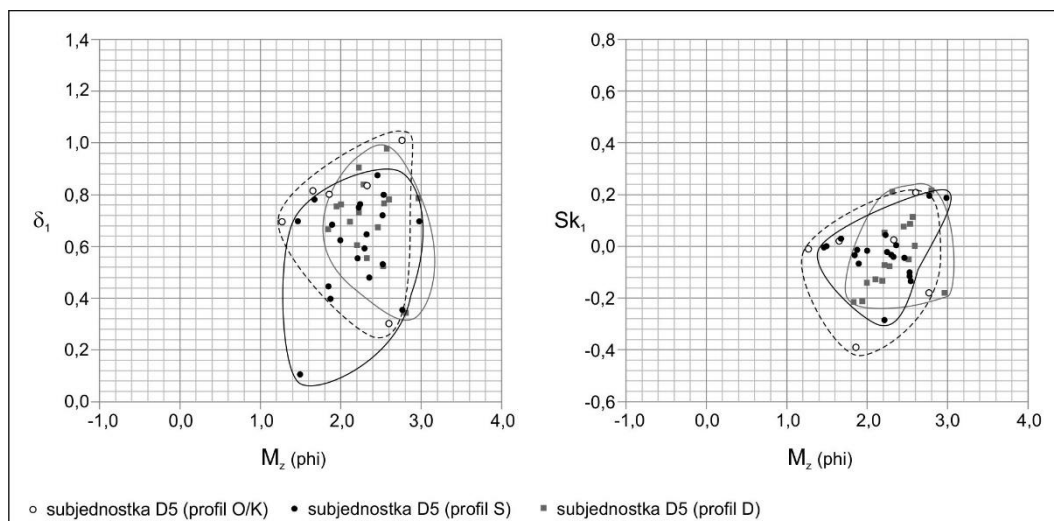 1,4
1,2
1,0
0,8
0,6
0,4
0,2
0,0
δ1
-1,0 0,0 1,0 2,0 3,0 4,0
Mz (phi)
0,8
0,6
0,4
0,2
0,0
-0,2
-0,4
-0,6
Sk1
-1,0 0,0 1,0 2,0 3,0 4,0
Mz (phi)
subjednostka D5 (profil O/K) subjednostka D5 (profil S) subjednostka D5 (profil D)